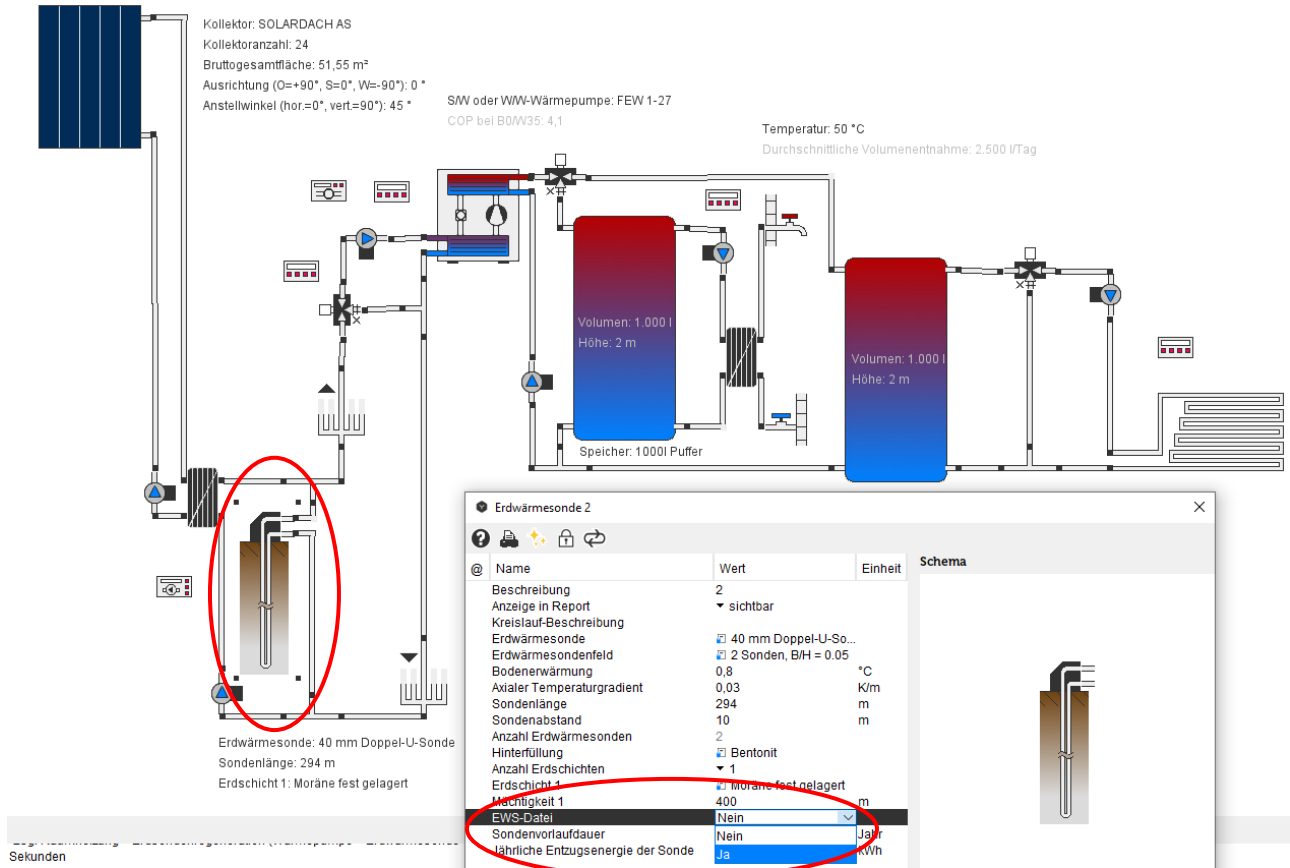 Kollektor: SOLARDACH AS
Kollektoranzahl: 24
Bruttogesamtfläche: 51,55 m²
Ausrichtung (O=+90°, S=0°, W=-90°): 0 °
Anstellwinkel (hor.=0°, vert.=90°): 45 °
S/W oder W/W-Wärmepumpe: FEW 1-27
COP bei B0/W35: 4,1
Temperatur: 50 °C
Durchschnittliche Volumenentnahme: 2.500 l/Tag
Volumen: 1.000 l
Höhe: 2 m
Volumen: 1.000 l
Höhe: 2 m
Speicher: 1000l Puffer
Erdwärmesonde: 40 mm Doppel-U-Sonde
Sondenlänge: 294 m
Erdschicht 1: Moräne fest gelagert
Erdwärmesonde 2
@ Name Wert Einheit
Schema
Beschreibung 2
Anzeige in Report sichtbar
Kreislauf-Beschreibung
Erdwärmesonde 40 mm Doppel-U-So...
Erdwärmesondenfeld 2 Sonden, B/H = 0.05
Bodenerwärmung 0,8 °C
Axialer Temperaturgradient 0,03 K/m
Sondenlänge 294 m
Sondenabstand 10 m
Anzahl Erdwärmesonden 2
Hinterfüllung Bentonit
Anzahl Erdschichten 1
Erdschicht 1 Moräne fest gelagert
Mächtigkeit 1 400 m
EWS-Datei Nein
Sondenvorlaufdauer Nein Jahr
Jährliche Entzugsenergie der Sonde Ja kWh
Sekunden